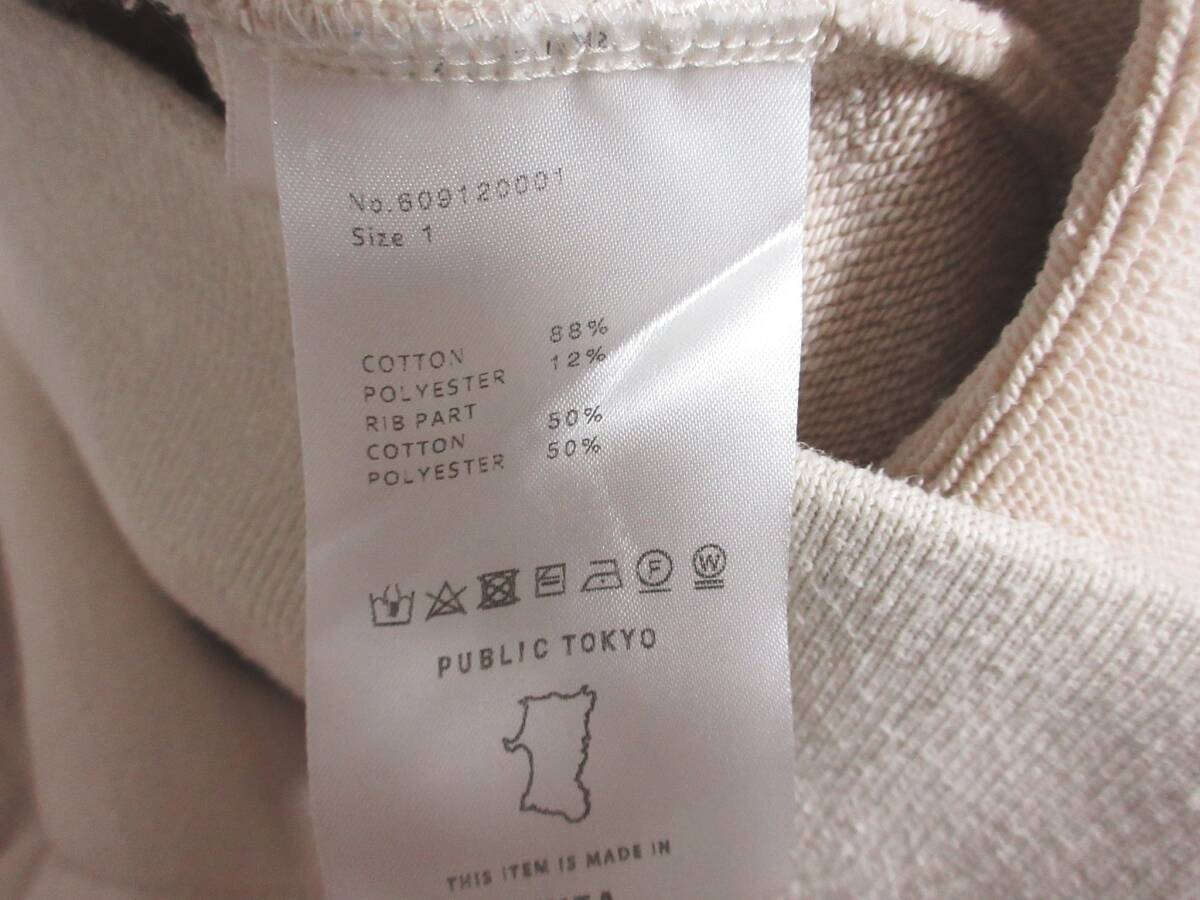 No.609120001
Size 1
88%
COTTON 12%
POLYESTER
RIB PART 50%
COTTON 50%
POLYESTER
F W
PUBLIC TOKYO
THIS ITEM IS MADE IN